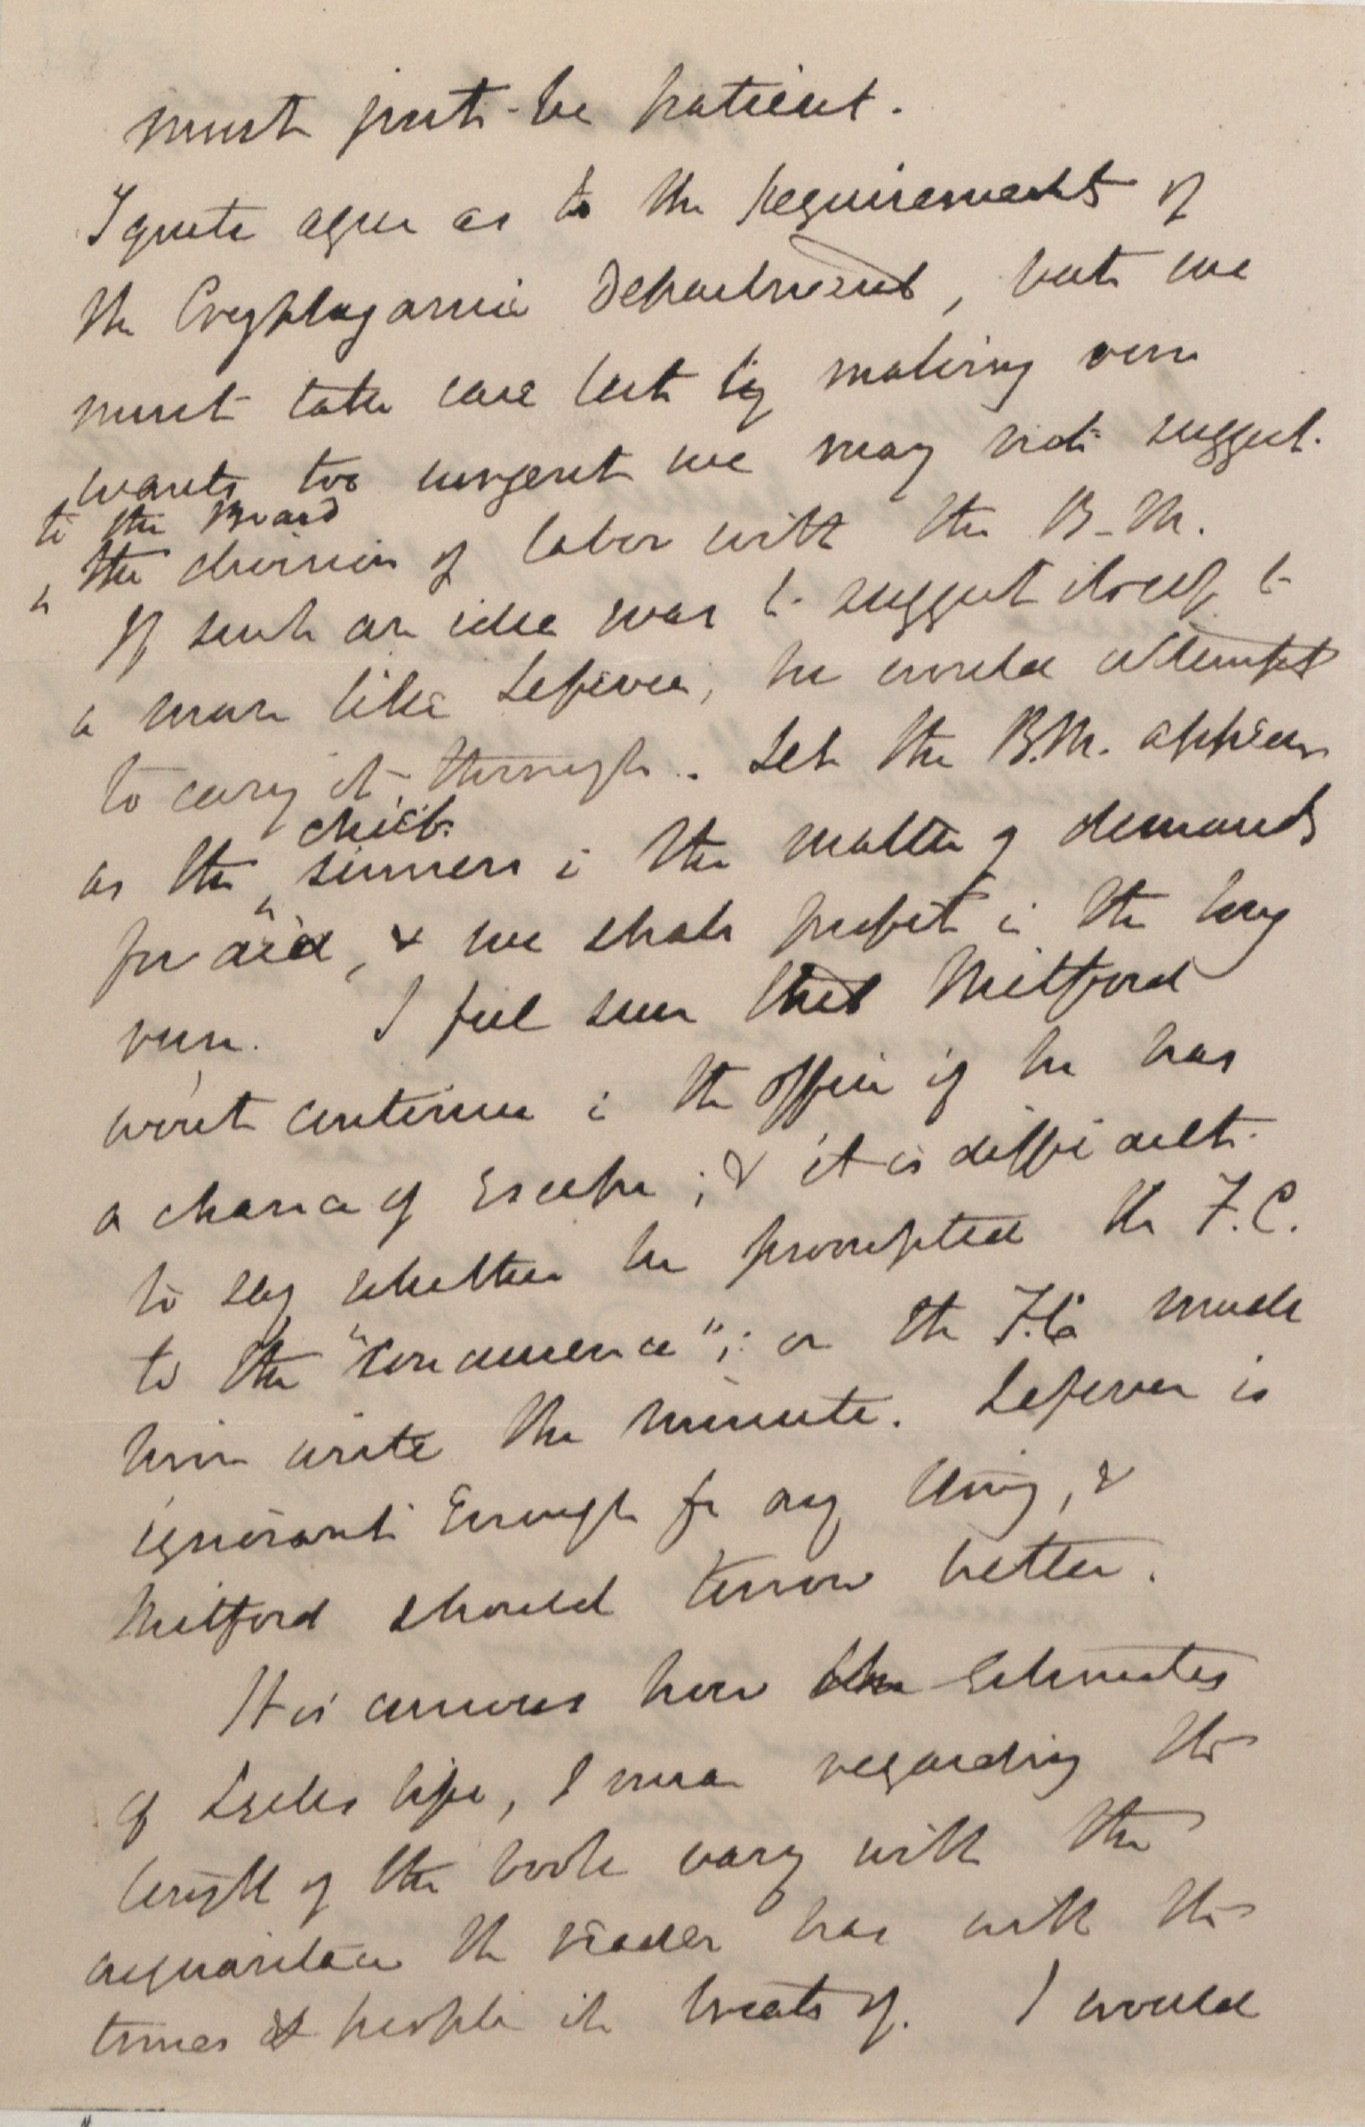 must just be patient.
I quite agree as to the requirements of
the Cryptogamic Department, but we
must take care lest by making our
wants too urgent we may not suggest
to the Board
the division of labor with the B.M.
If such an idea was to suggest itself to
a man like Lefevre, he would attempt
to carry it through. Let the B.M. appear
chief
as the sinners i the matter of demands
for aid, & we shall profit i the long
run. I feel sure that Mitford
wont continue i the office if he has
a chance of Escape; & it is difficult
to say whether he prompted the F.C.
to the "concurrence"; or the F.C. made
him write the minute. Lefevre is
ignorant Enough for any thing, &
Mitford should know better.
It is curious how the Estimates
of Lyells life, I mean regarding the
length of the book vary with the
acquaintance the reader has with the
times & people it treats of. I would